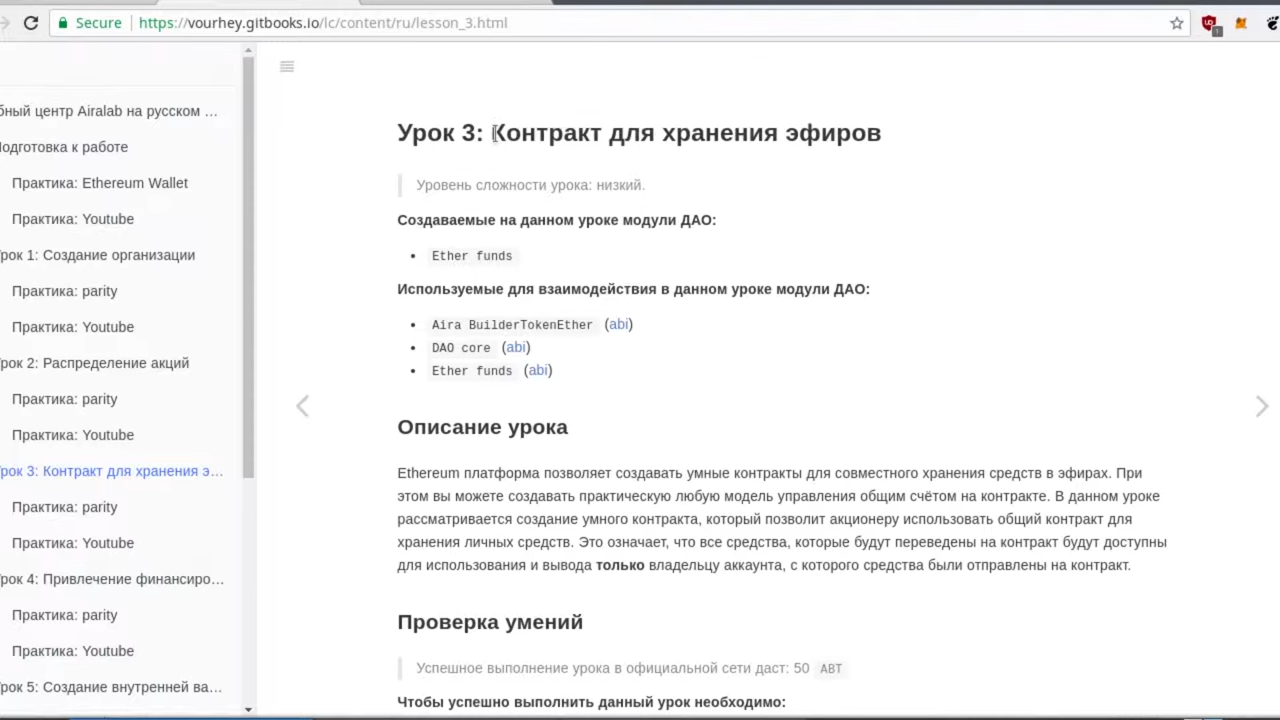 Secure https://vourhey.gitbooks.io/lc/content/ru/lesson_3.html
бный центр Airalab на русском …
Подготовка к работе
Практика: Ethereum Wallet
Практика: Youtube
рок 1: Создание организации
Практика: parity
Практика: Youtube
рок 2: Распределение акций
Практика: parity
Практика: Youtube
рок 3: Контракт для хранения э…
Практика: parity
Практика: Youtube
рок 4: Привлечение финансиро…
Практика: parity
Практика: Youtube
рок 5: Создание внутренней ва…
Урок 3: Контракт для хранения эфиров
Уровень сложности урока: низкий.
Создаваемые на данном уроке модули ДАО:
• Ether funds
Используемые для взаимодействия в данном уроке модули ДАО:
• Aira BuilderTokenEther (abi)
• DAO core (abi)
• Ether funds (abi)
Описание урока
Ethereum платформа позволяет создавать умные контракты для совместного хранения средств в эфирах. При
этом вы можете создавать практическую любую модель управления общим счётом на контракте. В данном уроке
рассматривается создание умного контракта, который позволит акционеру использовать общий контракт для
хранения личных средств. Это означает, что все средства, которые будут переведены на контракт будут доступны
для использования и вывода только владельцу аккаунта, с которого средства были отправлены на контракт.
Проверка умений
Успешное выполнение урока в официальной сети даст: 50 ABT
Чтобы успешно выполнить данный урок необходимо: